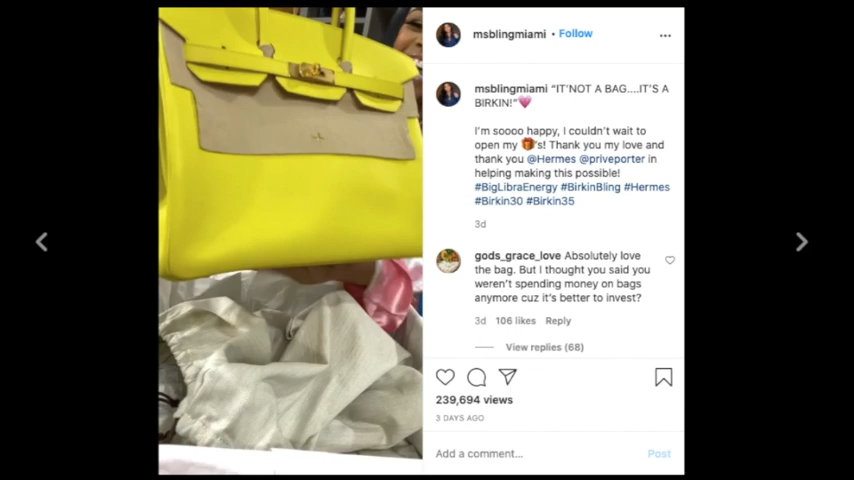 msblingmiami • Follow
msblingmiami “IT'NOT A BAG....IT'S A
BIRKIN!”💗
I'm soooo happy, I couldn't wait to
open my 🎁's! Thank you my love and
thank you @Hermes @priveporter in
helping making this possible!
#BigLibraEnergy #BirkinBling #Hermes
#Birkin30 #Birkin35
3d
gods_grace_love Absolutely love
the bag. But I thought you said you
weren't spending money on bags
anymore cuz it's better to invest?
3d 106 likes Reply
View replies (68)
239,694 views
3 DAYS AGO
Add a comment... Post